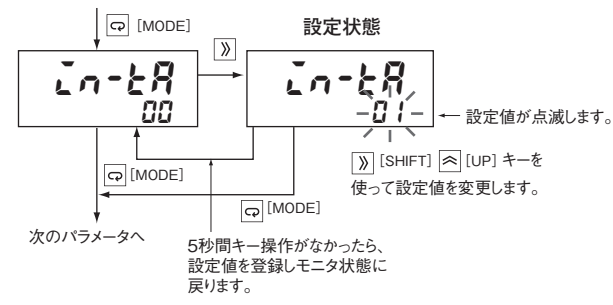 [MODE]
設定状態
in-tA
00
in-tA
01
設定値が点滅します。
[SHIFT] [UP] キーを
使って設定値を変更します。
[MODE]
[MODE]
次のパラメータへ
5秒間キー操作がなかったら、
設定値を登録しモニタ状態に
戻ります。